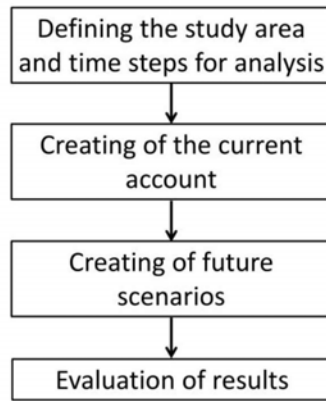 Defining the study area
and time steps for analysis
Creating of the current
account
Creating of future
scenarios
Evaluation of results